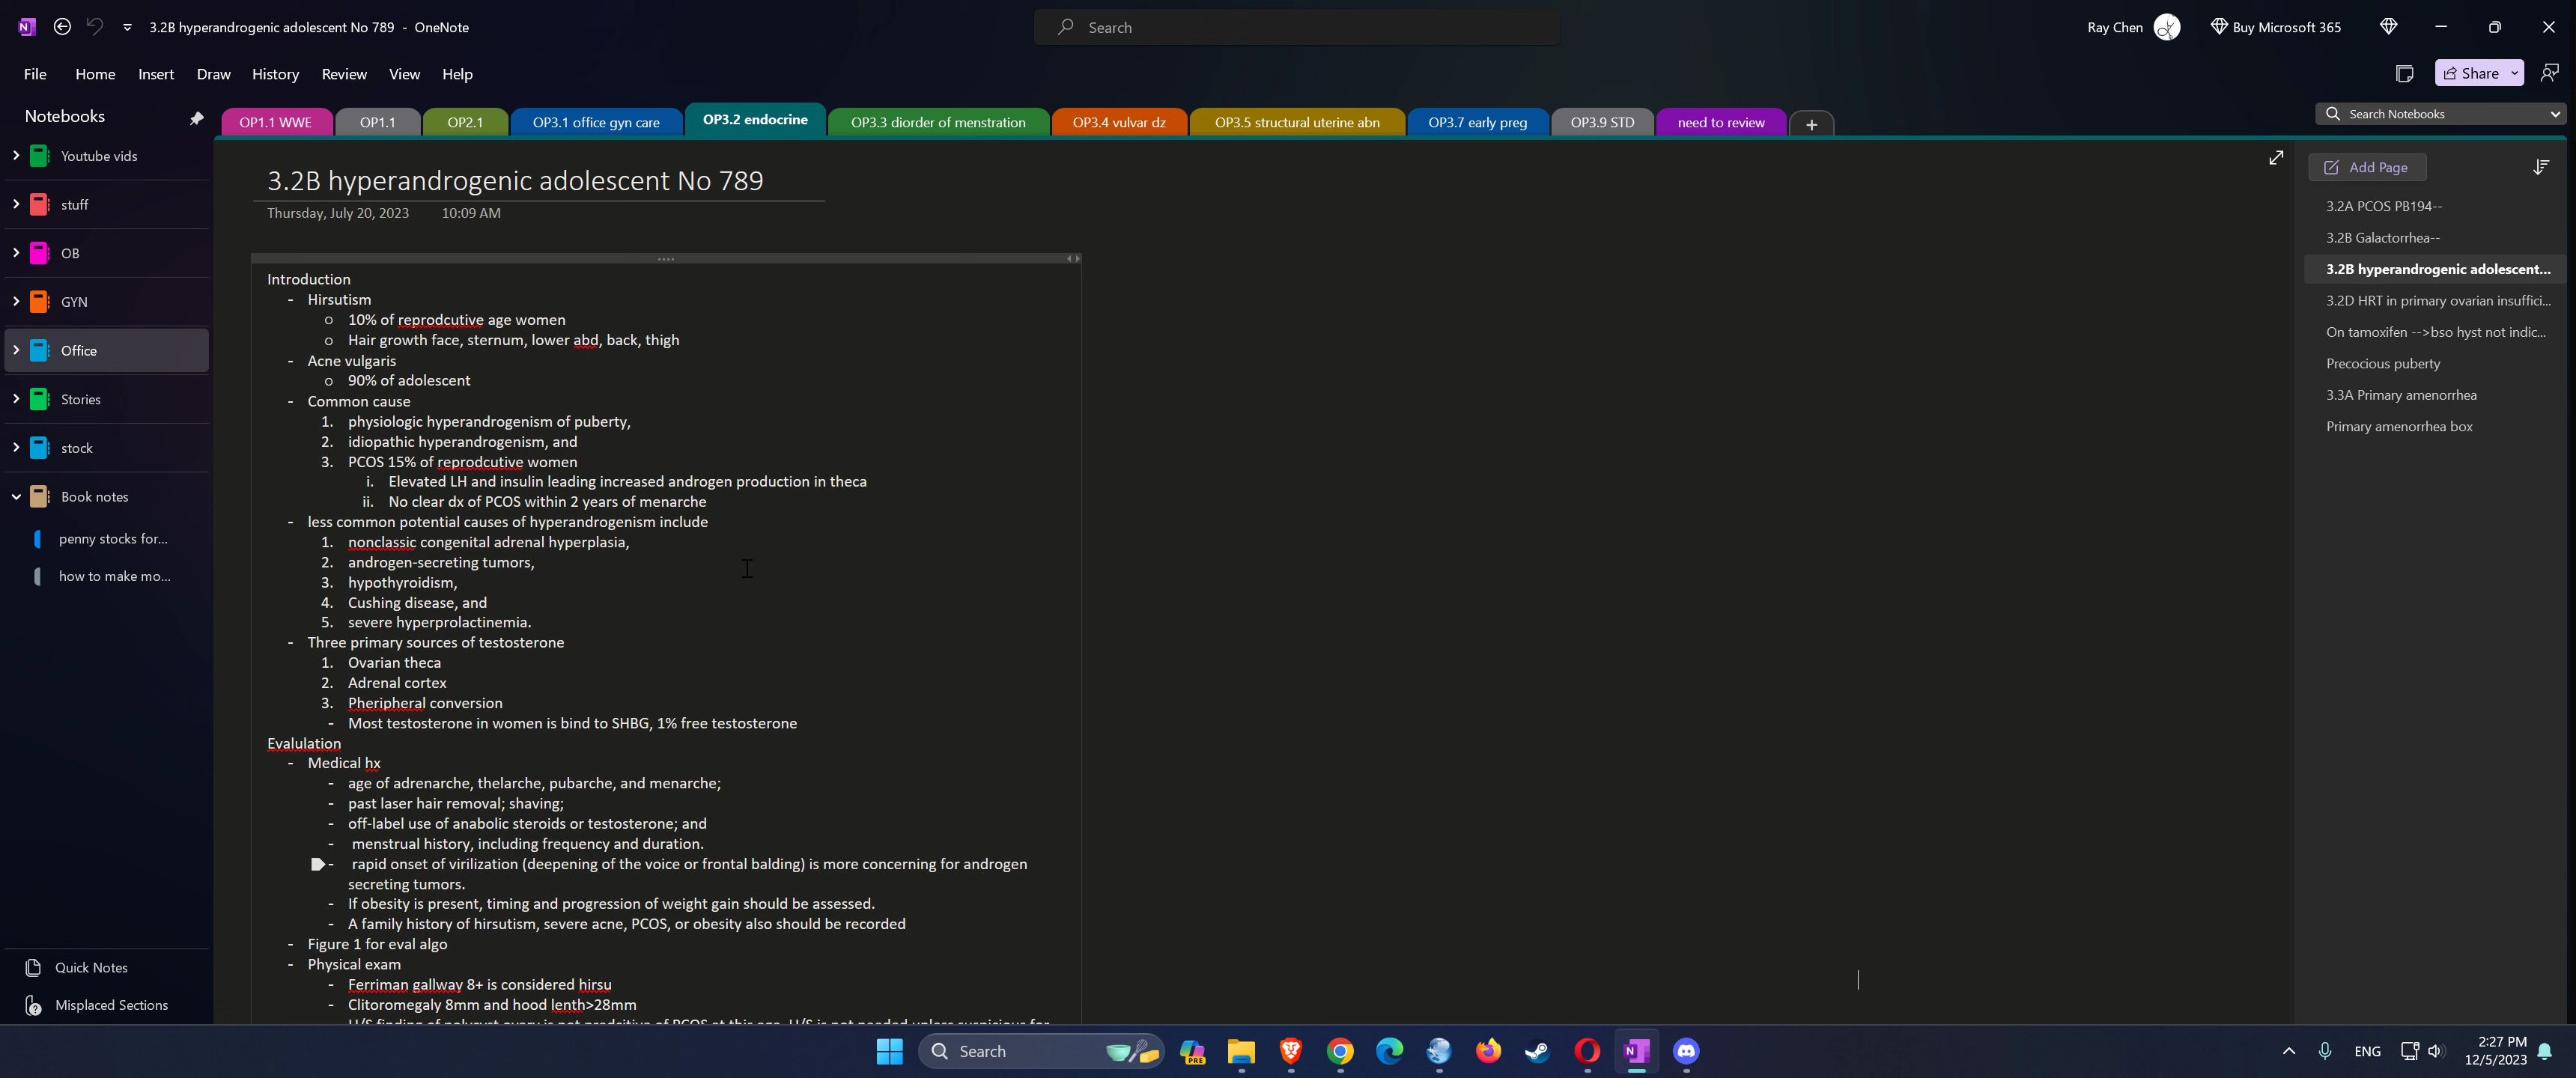 3.2B hyperandrogenic adolescent No 789 - OneNote
Search
Ray Chen
Buy Microsoft 365
File Home Insert Draw History Review View Help
Share
Notebooks
OP1.1 WWE
OP1.1
OP2.1
OP3.1 office gyn care
OP3.2 endocrine
OP3.3 diorder of menstration
OP3.4 vulvar dz
OP3.5 structural uterine abn
OP3.7 early preg
OP3.9 STD
need to review
+
Search Notebooks
Youtube vids
stuff
OB
GYN
Office
Stories
stock
Book notes
penny stocks for...
how to make mo...
Quick Notes
Misplaced Sections
3.2B hyperandrogenic adolescent No 789
Thursday, July 20, 2023 10:09 AM
Introduction
- Hirsutism
o 10% of reprodcutive age women
o Hair growth face, sternum, lower abd, back, thigh
- Acne vulgaris
o 90% of adolescent
- Common cause
1. physiologic hyperandrogenism of puberty,
2. idiopathic hyperandrogenism, and
3. PCOS 15% of reprodcutive women
i. Elevated LH and insulin leading increased androgen production in theca
ii. No clear dx of PCOS within 2 years of menarche
- less common potential causes of hyperandrogenism include
1. nonclassic congenital adrenal hyperplasia,
2. androgen-secreting tumors,
3. hypothyroidism,
4. Cushing disease, and
5. severe hyperprolactinemia.
- Three primary sources of testosterone
1. Ovarian theca
2. Adrenal cortex
3. Pheripheral conversion
- Most testosterone in women is bind to SHBG, 1% free testosterone
Evalulation
- Medical hx
- age of adrenarche, thelarche, pubarche, and menarche;
- past laser hair removal; shaving;
- off-label use of anabolic steroids or testosterone; and
- menstrual history, including frequency and duration.
- rapid onset of virilization (deepening of the voice or frontal balding) is more concerning for androgen
secreting tumors.
- If obesity is present, timing and progression of weight gain should be assessed.
- A family history of hirsutism, severe acne, PCOS, or obesity also should be recorded
- Figure 1 for eval algo
- Physical exam
- Ferriman gallway 8+ is considered hirsu
- Clitoromegaly 8mm and hood lenth>28mm
Add Page
3.2A PCOS PB194--
3.2B Galactorrhea--
3.2B hyperandrogenic adolescent...
3.2D HRT in primary ovarian insuffici...
On tamoxifen -->bso hyst not indic...
Precocious puberty
3.3A Primary amenorrhea
Primary amenorrhea box
Search
PRE
ENG
2:27 PM
12/5/2023